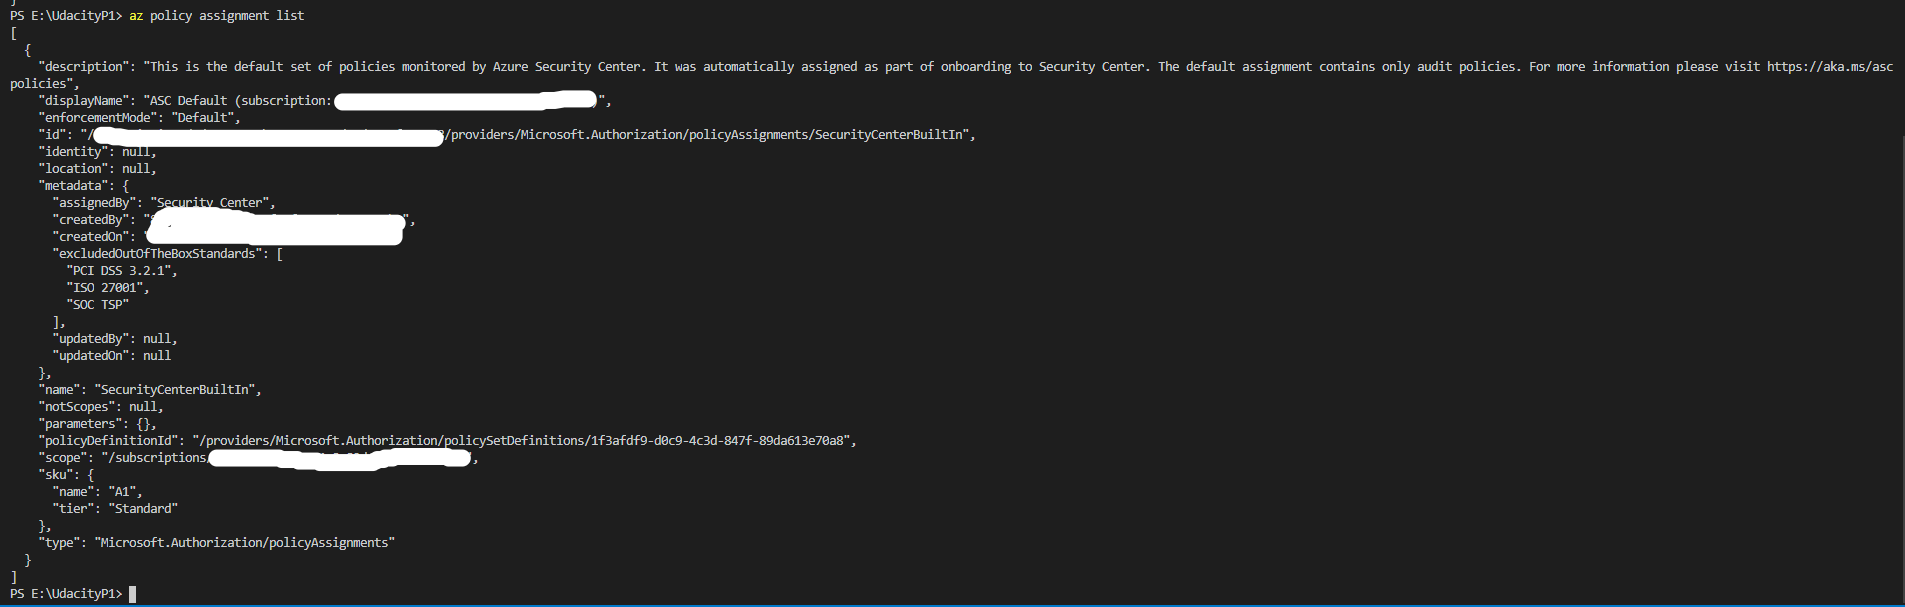 }
PS E:\UdacityP1> az policy assignment list
[
  {
    "description": "This is the default set of policies monitored by Azure Security Center. It was automatically assigned as part of onboarding to Security Center. The default assignment contains only audit policies. For more information please visit https://aka.ms/asc
policies",
    "displayName": "ASC Default (subscription: )",
    "enforcementMode": "Default",
    "id": "/ /providers/Microsoft.Authorization/policyAssignments/SecurityCenterBuiltIn",
    "identity": null,
    "location": null,
    "metadata": {
      "assignedBy": "Security Center",
      "createdBy": " ",
      "createdOn": "
      "excludedOutOfTheBoxStandards": [
        "PCI DSS 3.2.1",
        "ISO 27001",
        "SOC TSP"
      ],
      "updatedBy": null,
      "updatedOn": null
    },
    "name": "SecurityCenterBuiltIn",
    "notScopes": null,
    "parameters": {},
    "policyDefinitionId": "/providers/Microsoft.Authorization/policySetDefinitions/1f3afdf9-d0c9-4c3d-847f-89da613e70a8",
    "scope": "/subscriptions/ ",
    "sku": {
      "name": "A1",
      "tier": "Standard"
    },
    "type": "Microsoft.Authorization/policyAssignments"
  }
]
PS E:\UdacityP1>